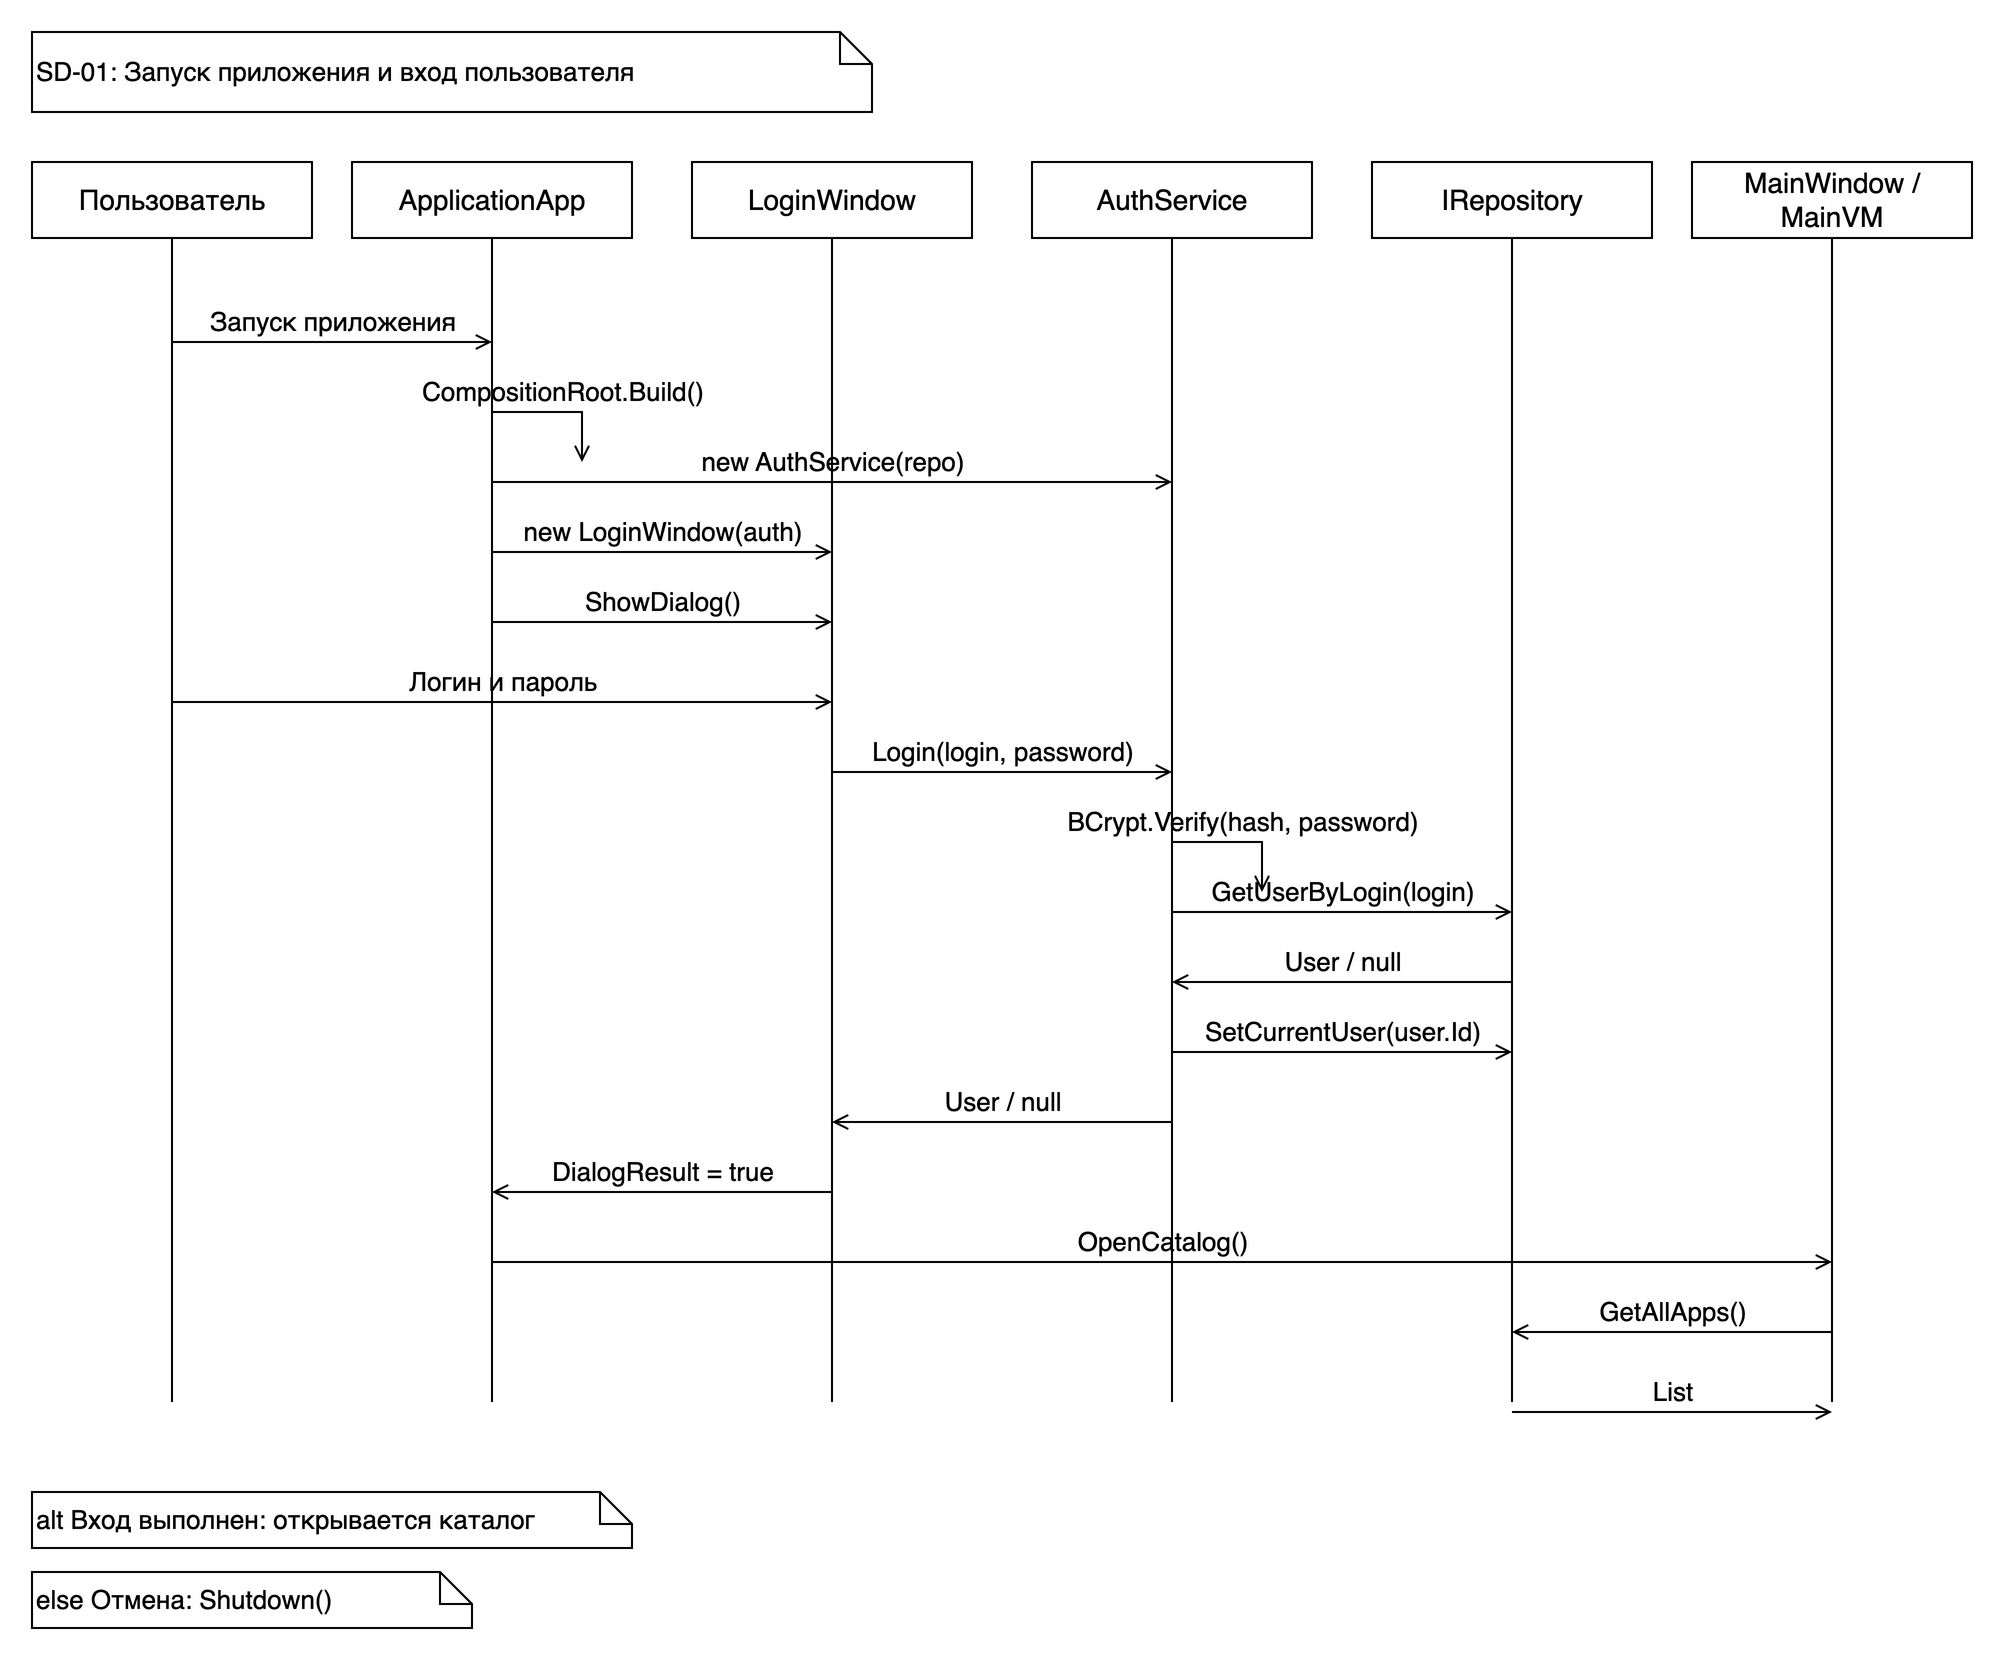 SD-01: Запуск приложения и вход пользователя
Пользователь
ApplicationApp
LoginWindow
AuthService
IRepository
MainWindow /
MainVM
Запуск приложения
CompositionRoot.Build()
new AuthService(repo)
new LoginWindow(auth)
ShowDialog()
Логин и пароль
Login(login, password)
BCrypt.Verify(hash, password)
GetUserByLogin(login)
User / null
SetCurrentUser(user.Id)
User / null
DialogResult = true
OpenCatalog()
GetAllApps()
List
alt Вход выполнен: открывается каталог
else Отмена: Shutdown()